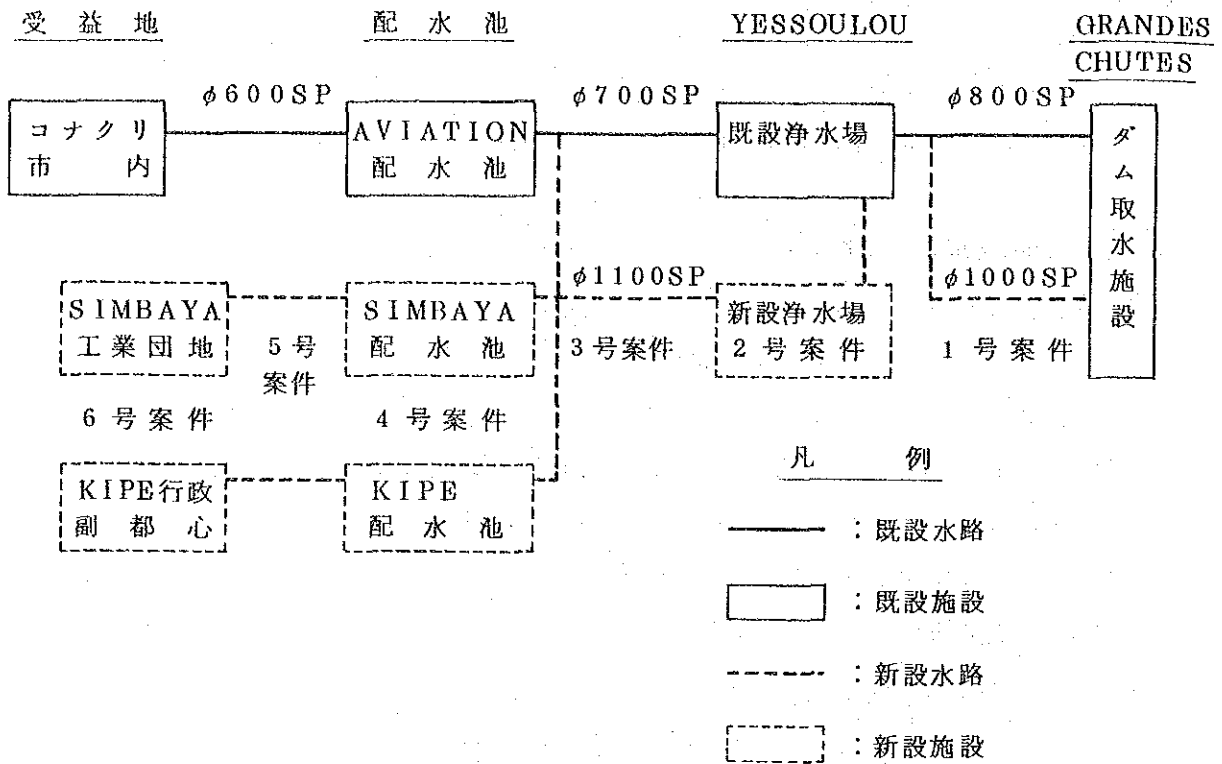 受益地 配水池 YESSOULOU GRANDES
CHUTES
φ600SP φ700SP φ800SP
コナクリ
市内
AVIATION
配水池
既設浄水場
ダム取水施設
φ1100SP φ1000SP
SIMBAYA
工業団地
5号
案件
SIMBAYA
配水池
3号案件
新設浄水場
2号案件
1号案件
6号案件 4号案件
KIPE行政
副都心
KIPE
配水池
凡例
:既設水路
:既設施設
:新設水路
:新設施設